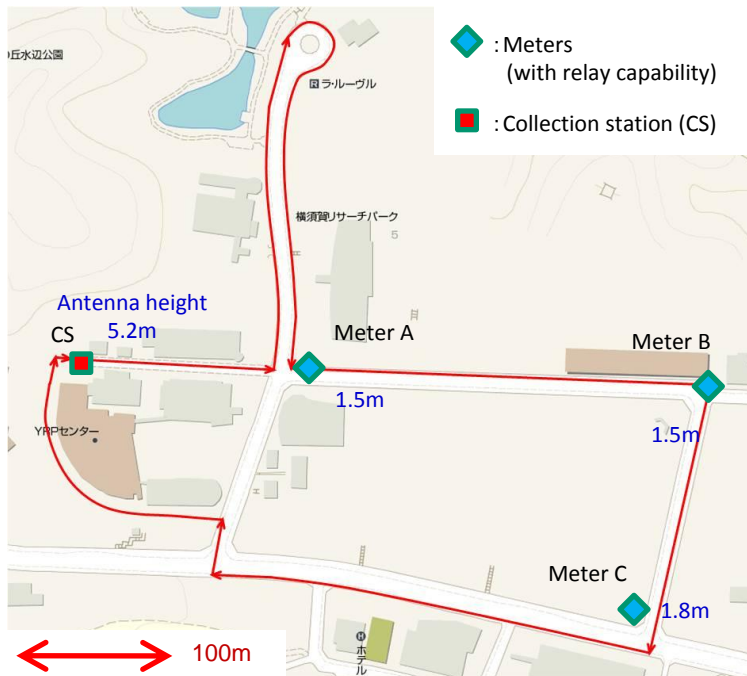 の丘水辺公園
R ラ・ルーヴル
: Meters
(with relay capability)
: Collection station (CS)
横須賀リサーチパーク
5
Antenna height
5.2m
CS
Meter A
Meter B
1.5m
1.5m
YRPセンター
Meter C
1.8m
H
ホテル
100m